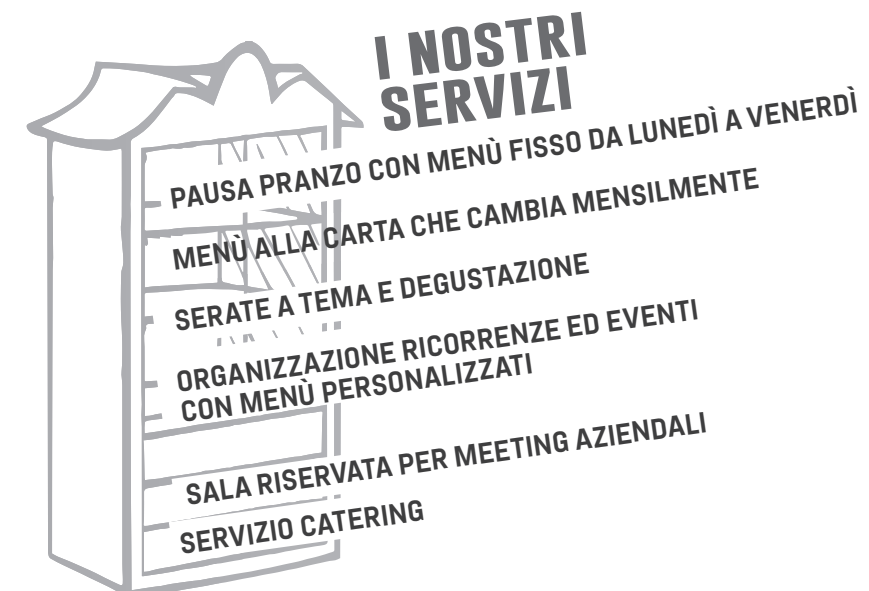 I NOSTRI
SERVIZI
PAUSA PRANZO CON MENÙ FISSO DA LUNEDÌ A VENERDÌ
MENÙ ALLA CARTA CHE CAMBIA MENSILMENTE
SERATE A TEMA E DEGUSTAZIONE
ORGANIZZAZIONE RICORRENZE ED EVENTI
CON MENÙ PERSONALIZZATI
SALA RISERVATA PER MEETING AZIENDALI
SERVIZIO CATERING